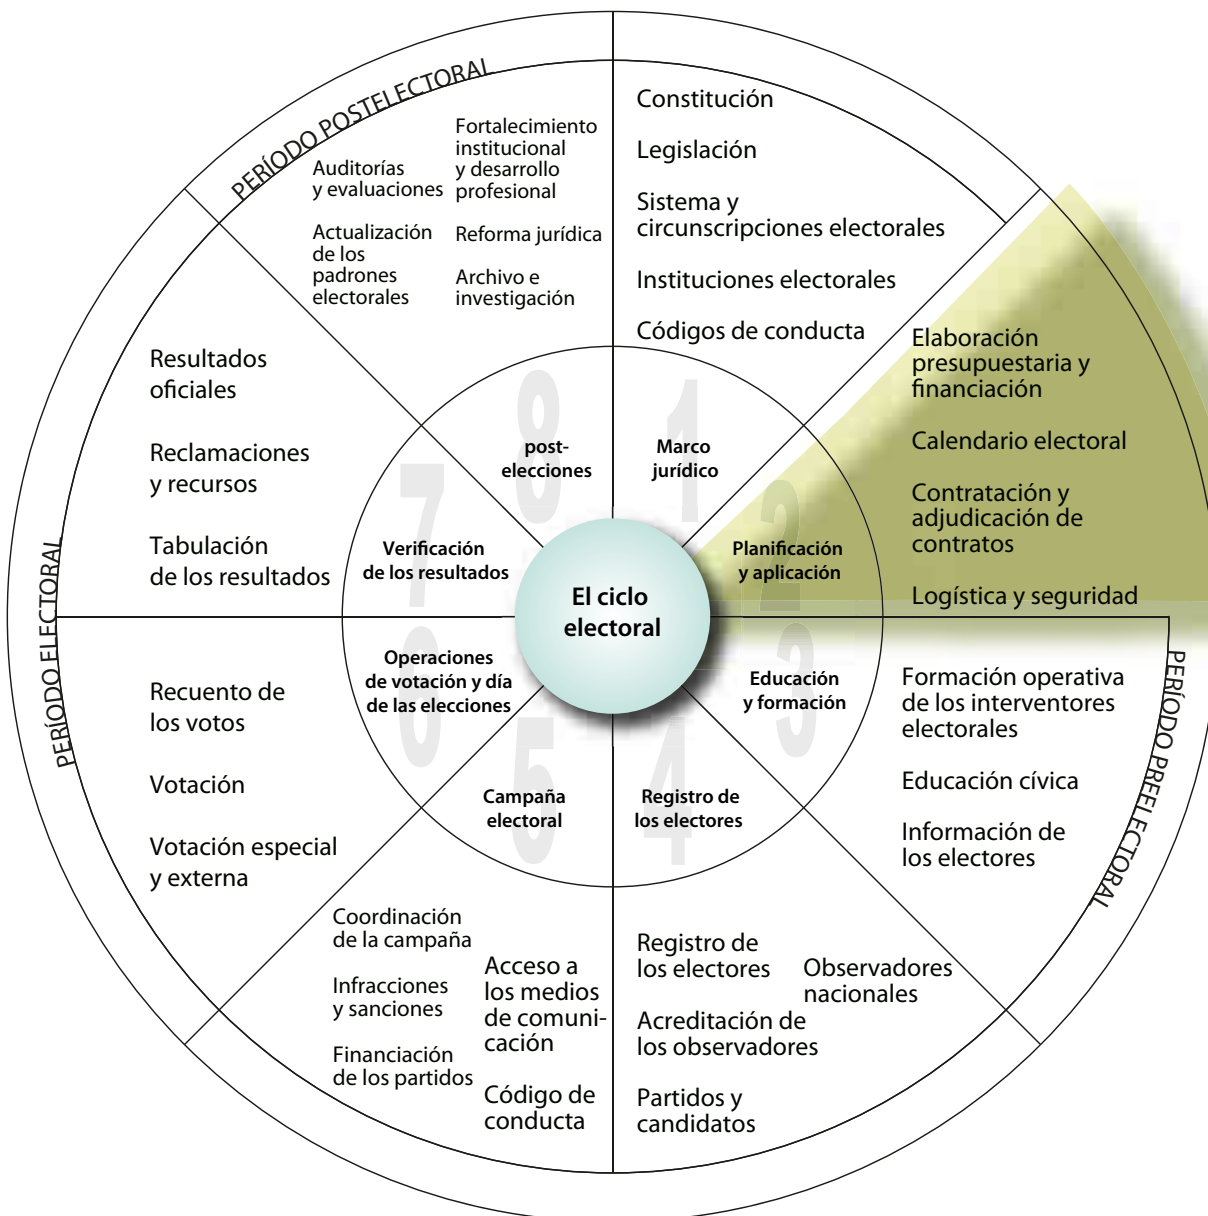 El ciclo
electoral
1
Marco
jurídico
Constitución
Legislación
Sistema y
circunscripciones electorales
Instituciones electorales
Códigos de conducta
2
Planificación
y aplicación
Elaboración
presupuestaria y
financiación
Calendario electoral
Contratación y
adjudicación de
contratos
Logística y seguridad
3
Educación
y formación
Formación operativa
de los interventores
electorales
Educación cívica
Información de
los electores
PERÍODO PREELECTORAL
4
Registro de
los electores
Registro de
los electores
Observadores
nacionales
Acreditación de
los observadores
Partidos y
candidatos
5
Campaña
electoral
Coordinación
de la campaña
Infracciones
y sanciones
Financiación
de los partidos
Acceso a
los medios
de comuni-
cación
Código de
conducta
6
Operaciones
de votación y día
de las elecciones
Recuento de
los votos
Votación
Votación especial
y externa
PERÍODO ELECTORAL
7
Verificación
de los resultados
Resultados
oficiales
Reclamaciones
y recursos
Tabulación
de los resultados
8
post-
elecciones
Auditorías
y evaluaciones
Actualización
de los
padrones
electorales
Fortalecimiento
institucional
y desarrollo
profesional
Reforma jurídica
Archivo e
investigación
PERÍODO POSTELECTORAL